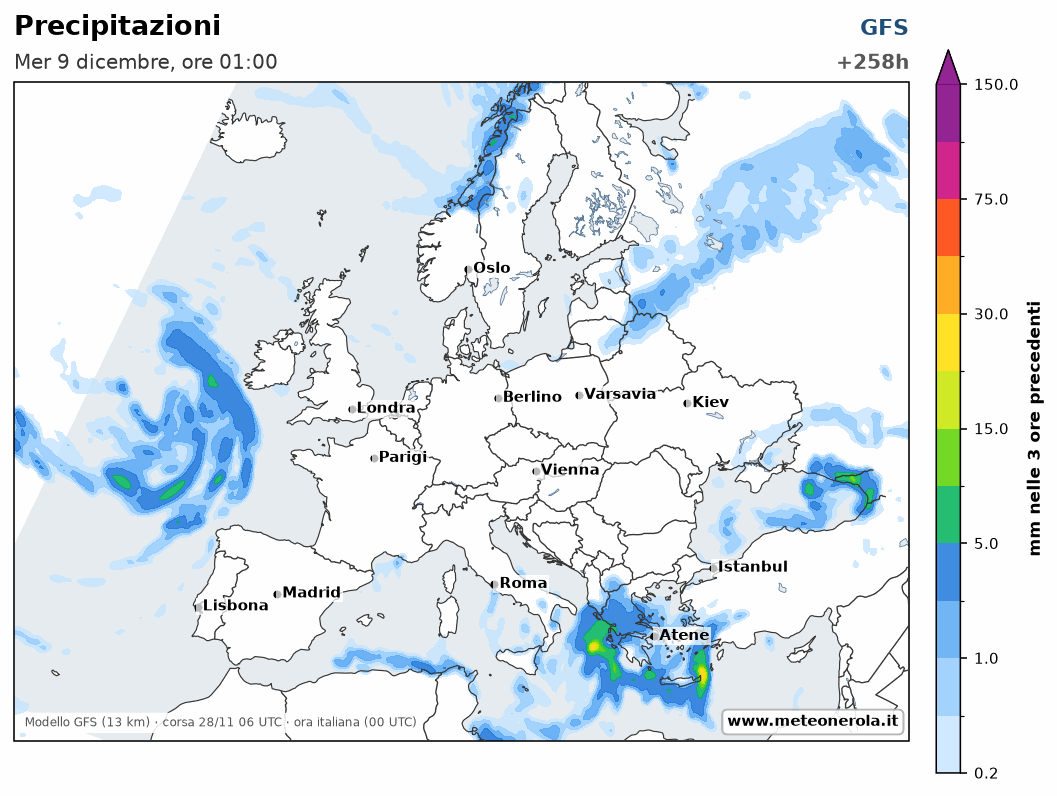 Precipitazioni
GFS
Mer 9 dicembre, ore 01:00
+258h
150.0
75.0
30.0
15.0
5.0
1.0
0.2
mm nelle 3 ore precedenti
Oslo
Berlino
Varsavia
Kiev
Londra
Parigi
Vienna
Istanbul
Roma
Madrid
Lisbona
Atene
Modello GFS (13 km) · corsa 28/11 06 UTC · ora italiana (00 UTC)
www.meteonerola.it